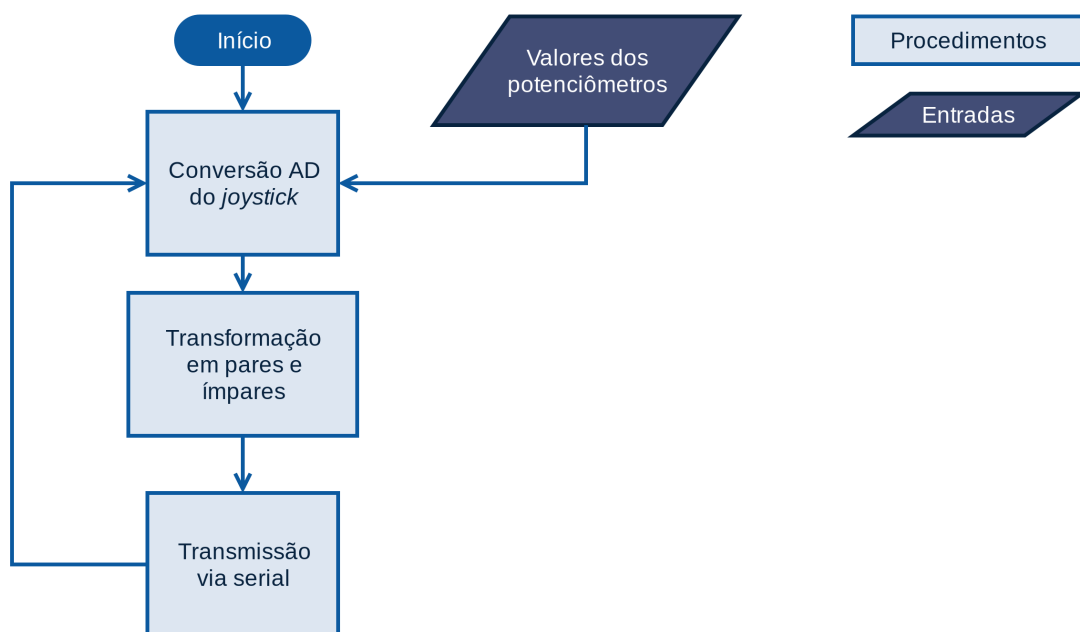 Início
Valores dos
potenciômetros
Procedimentos
Entradas
Conversão AD
do joystick
Transformação
em pares e
ímpares
Transmissão
via serial